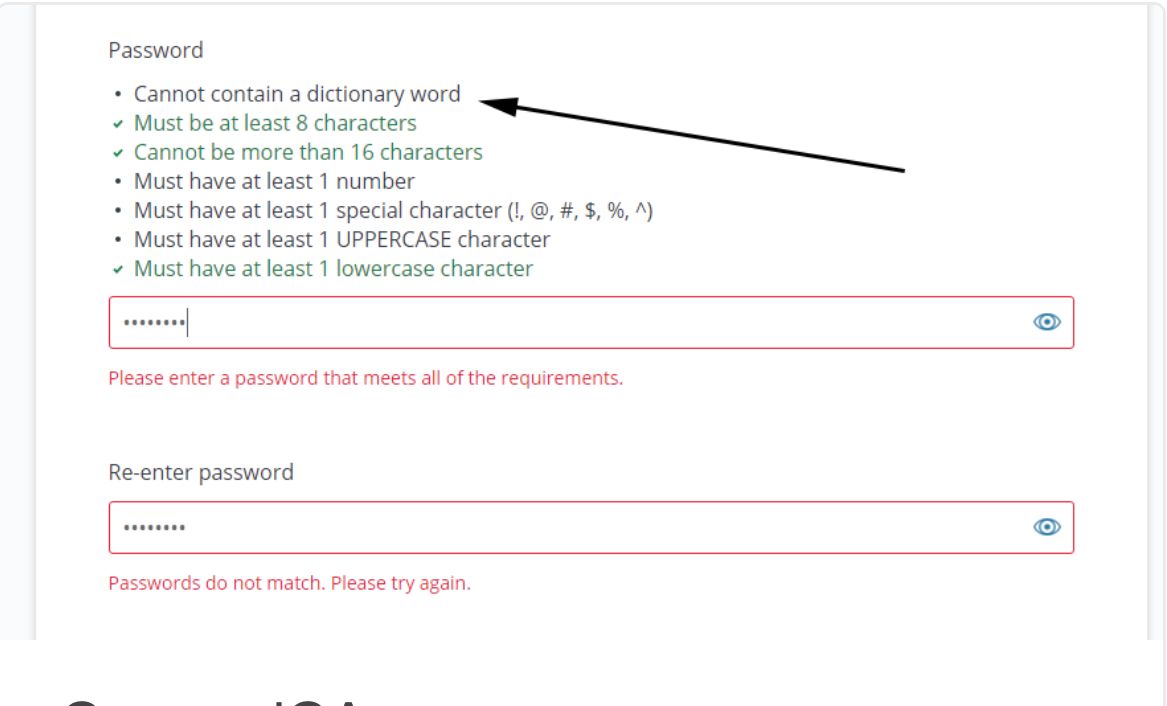 Password
• Cannot contain a dictionary word
✓ Must be at least 8 characters
✓ Cannot be more than 16 characters
• Must have at least 1 number
• Must have at least 1 special character (!, @, #, $, %, ^)
• Must have at least 1 UPPERCASE character
✓ Must have at least 1 lowercase character
••••••••
Please enter a password that meets all of the requirements.
Re-enter password
••••••••
Passwords do not match. Please try again.